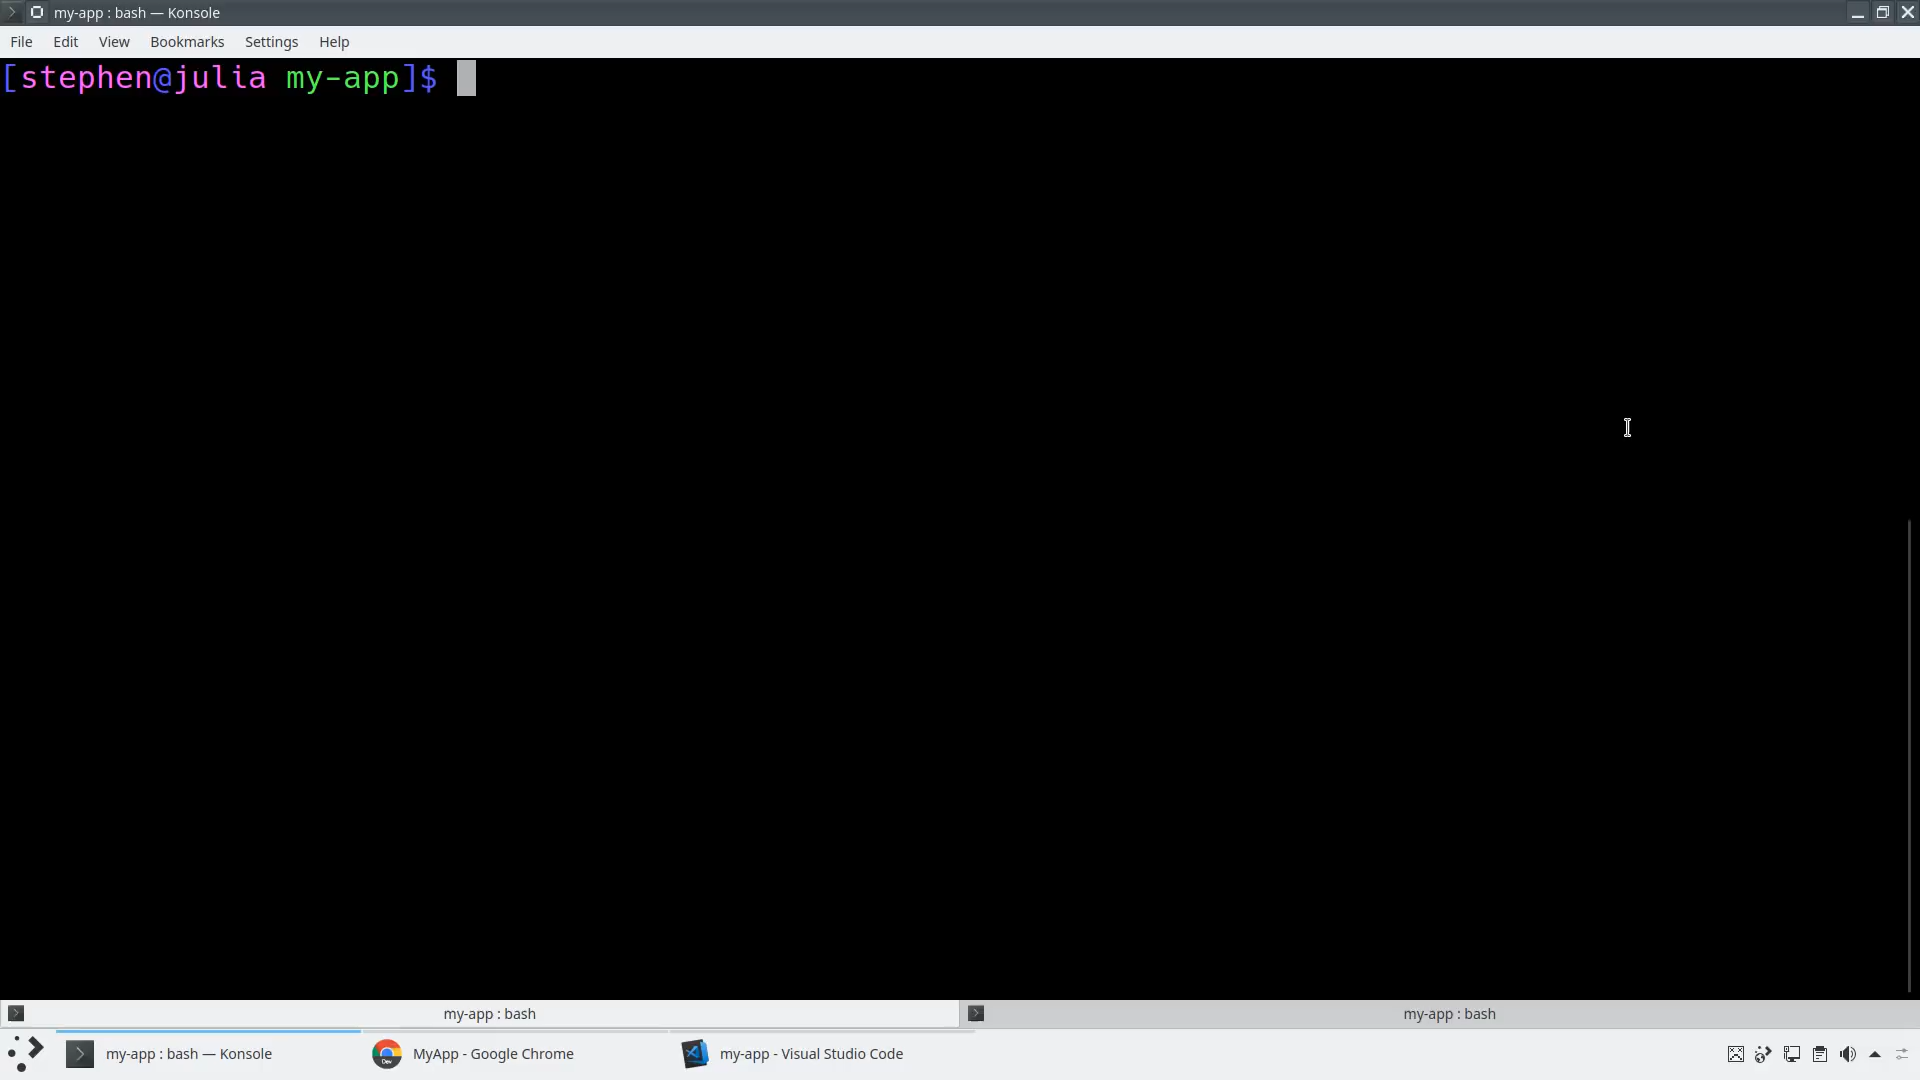 my-app : bash — Konsole
File Edit View Bookmarks Settings Help
[stephen@julia my-app]$
my-app : bash my-app : bash
my-app : bash — Konsole MyApp - Google Chrome my-app - Visual Studio Code